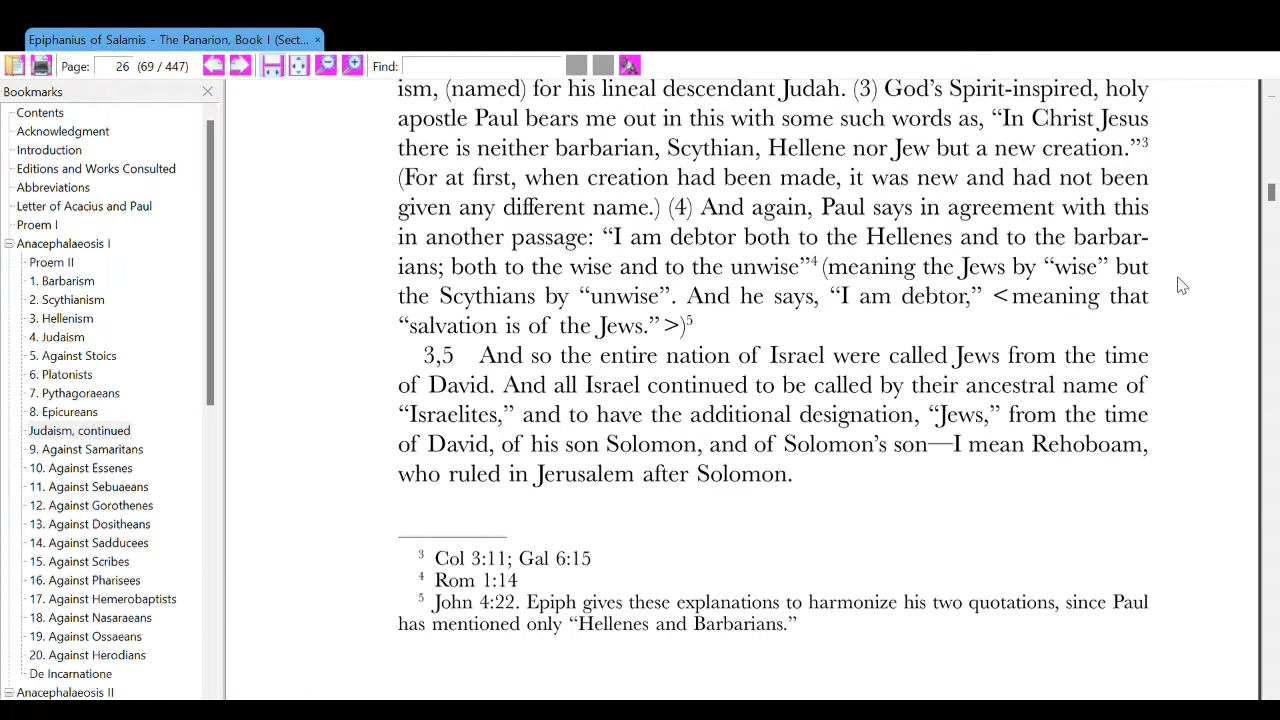 Epiphanius of Salamis - The Panarion, Book I (Sect... ×
Page: 26 (69 / 447) Find:
Bookmarks
Contents
Acknowledgment
Introduction
Editions and Works Consulted
Abbreviations
Letter of Acacius and Paul
Proem I
Anacephalaeosis I
Proem II
1. Barbarism
2. Scythianism
3. Hellenism
4. Judaism
5. Against Stoics
6. Platonists
7. Pythagoraeans
8. Epicureans
Judaism, continued
9. Against Samaritans
10. Against Essenes
11. Against Sebuaeans
12. Against Gorothenes
13. Against Dositheans
14. Against Sadducees
15. Against Scribes
16. Against Pharisees
17. Against Hemerobaptists
18. Against Nasaraeans
19. Against Ossaeans
20. Against Herodians
De Incarnatione
Anacephalaeosis II
ism, (named) for his lineal descendant Judah. (3) God’s Spirit-inspired, holy
apostle Paul bears me out in this with some such words as, “In Christ Jesus
there is neither barbarian, Scythian, Hellene nor Jew but a new creation.”³
(For at first, when creation had been made, it was new and had not been
given any different name.) (4) And again, Paul says in agreement with this
in another passage: “I am debtor both to the Hellenes and to the barbar-
ians; both to the wise and to the unwise”⁴ (meaning the Jews by “wise” but
the Scythians by “unwise”. And he says, “I am debtor,” <meaning that
“salvation is of the Jews.”>)⁵
3,5 And so the entire nation of Israel were called Jews from the time
of David. And all Israel continued to be called by their ancestral name of
“Israelites,” and to have the additional designation, “Jews,” from the time
of David, of his son Solomon, and of Solomon’s son—I mean Rehoboam,
who ruled in Jerusalem after Solomon.
³ Col 3:11; Gal 6:15
⁴ Rom 1:14
⁵ John 4:22. Epiph gives these explanations to harmonize his two quotations, since Paul
has mentioned only “Hellenes and Barbarians.”